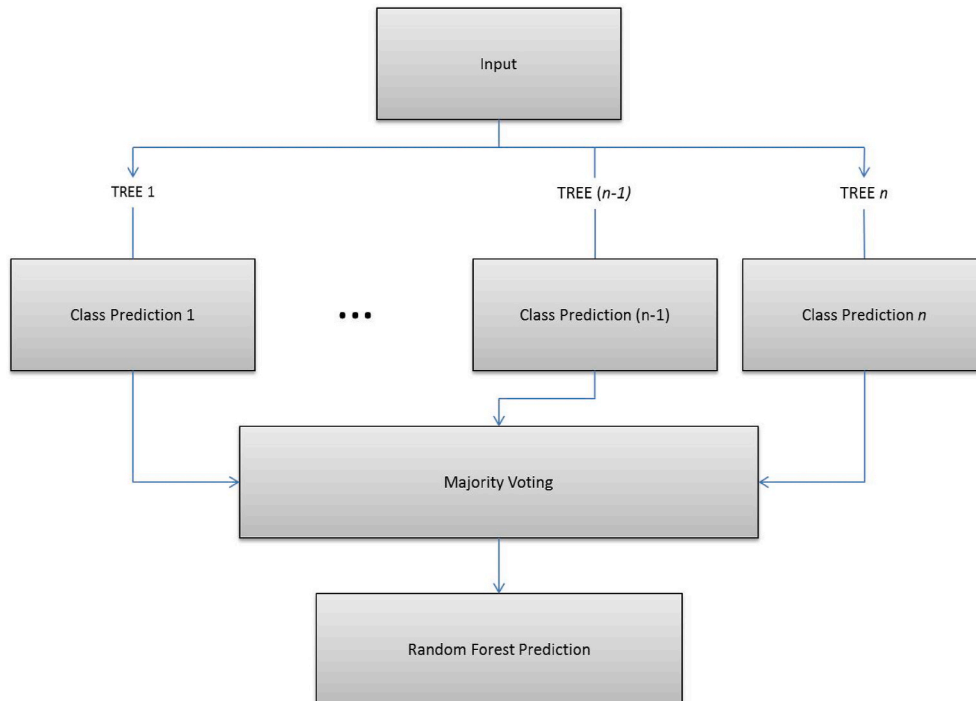 Input
TREE 1
TREE (n-1)
TREE n
Class Prediction 1
...
Class Prediction (n-1)
Class Prediction n
Majority Voting
Random Forest Prediction